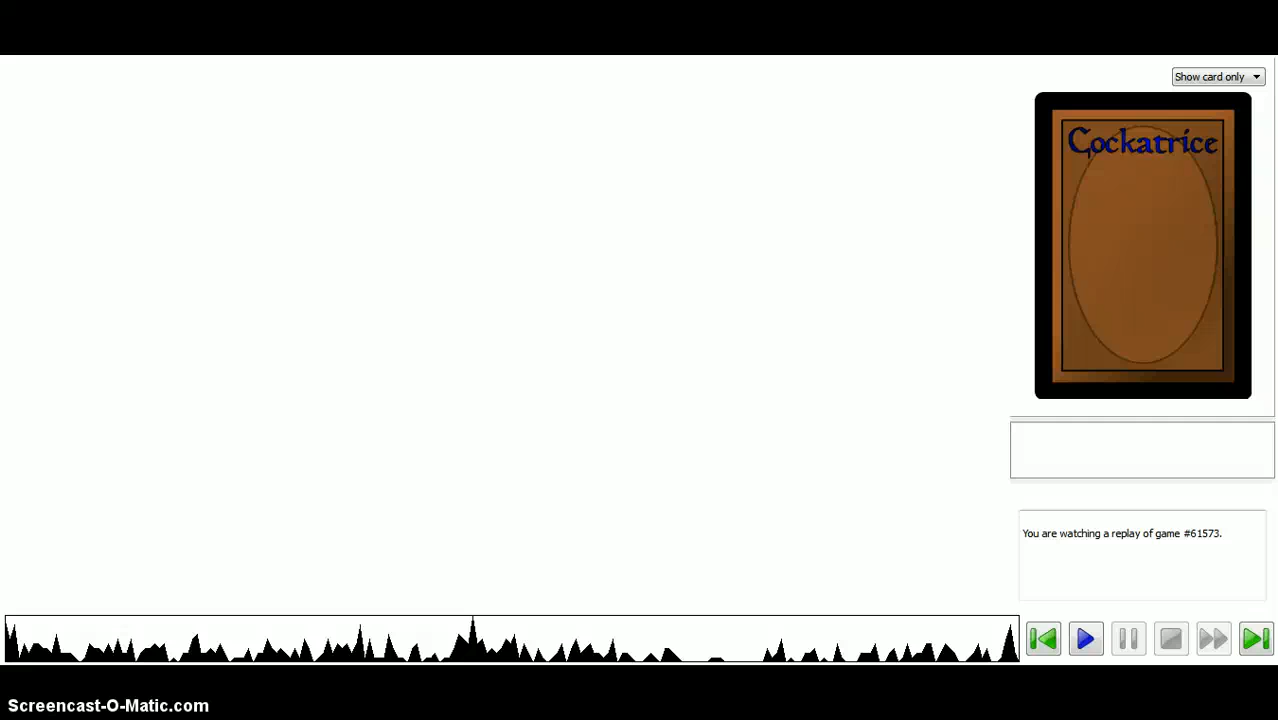 Show card only
Cockatrice
You are watching a replay of game #61573.
Screencast-O-Matic.com